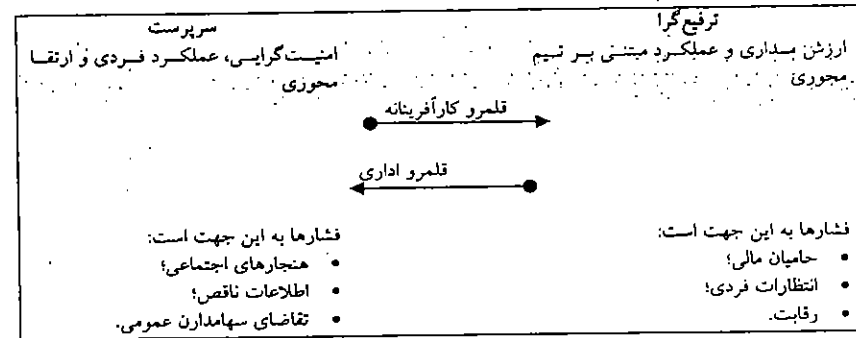 ترفیع‌گرا
ارزش مداری و عملکرد مبتنی بر تیم
محوری
سرپرست
امنیت‌گرایی، عملکرد فردی و ارتقا
محوری
قلمرو کارآفرینانه
قلمرو اداری
فشارها به این جهت است:
• حامیان مالی؛
• انتظارات فردی؛
• رقابت.
فشارها به این جهت است:
• هنجارهای اجتماعی؛
• اطلاعات ناقص؛
• تقاضای سهامدارن عمومی.